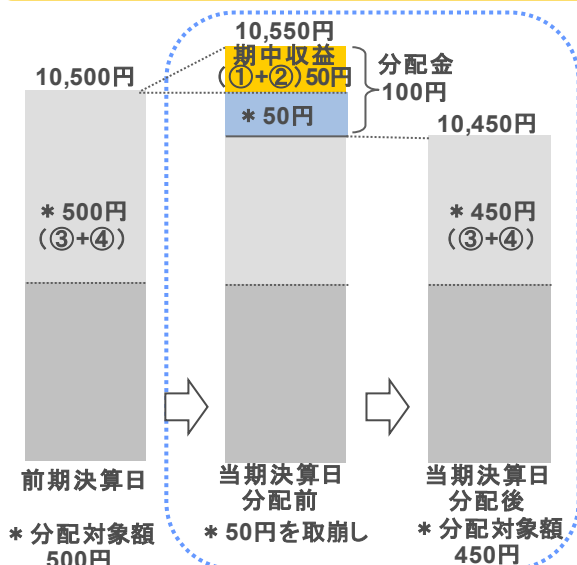 10,500円
＊500円
（③+④）
前期決算日
＊分配対象額
500円
10,550円
期中収益
（①+②）50円
＊50円
分配金
100円
当期決算日
分配前
＊50円を取崩し
10,450円
＊450円
（③+④）
当期決算日
分配後
＊分配対象額
450円